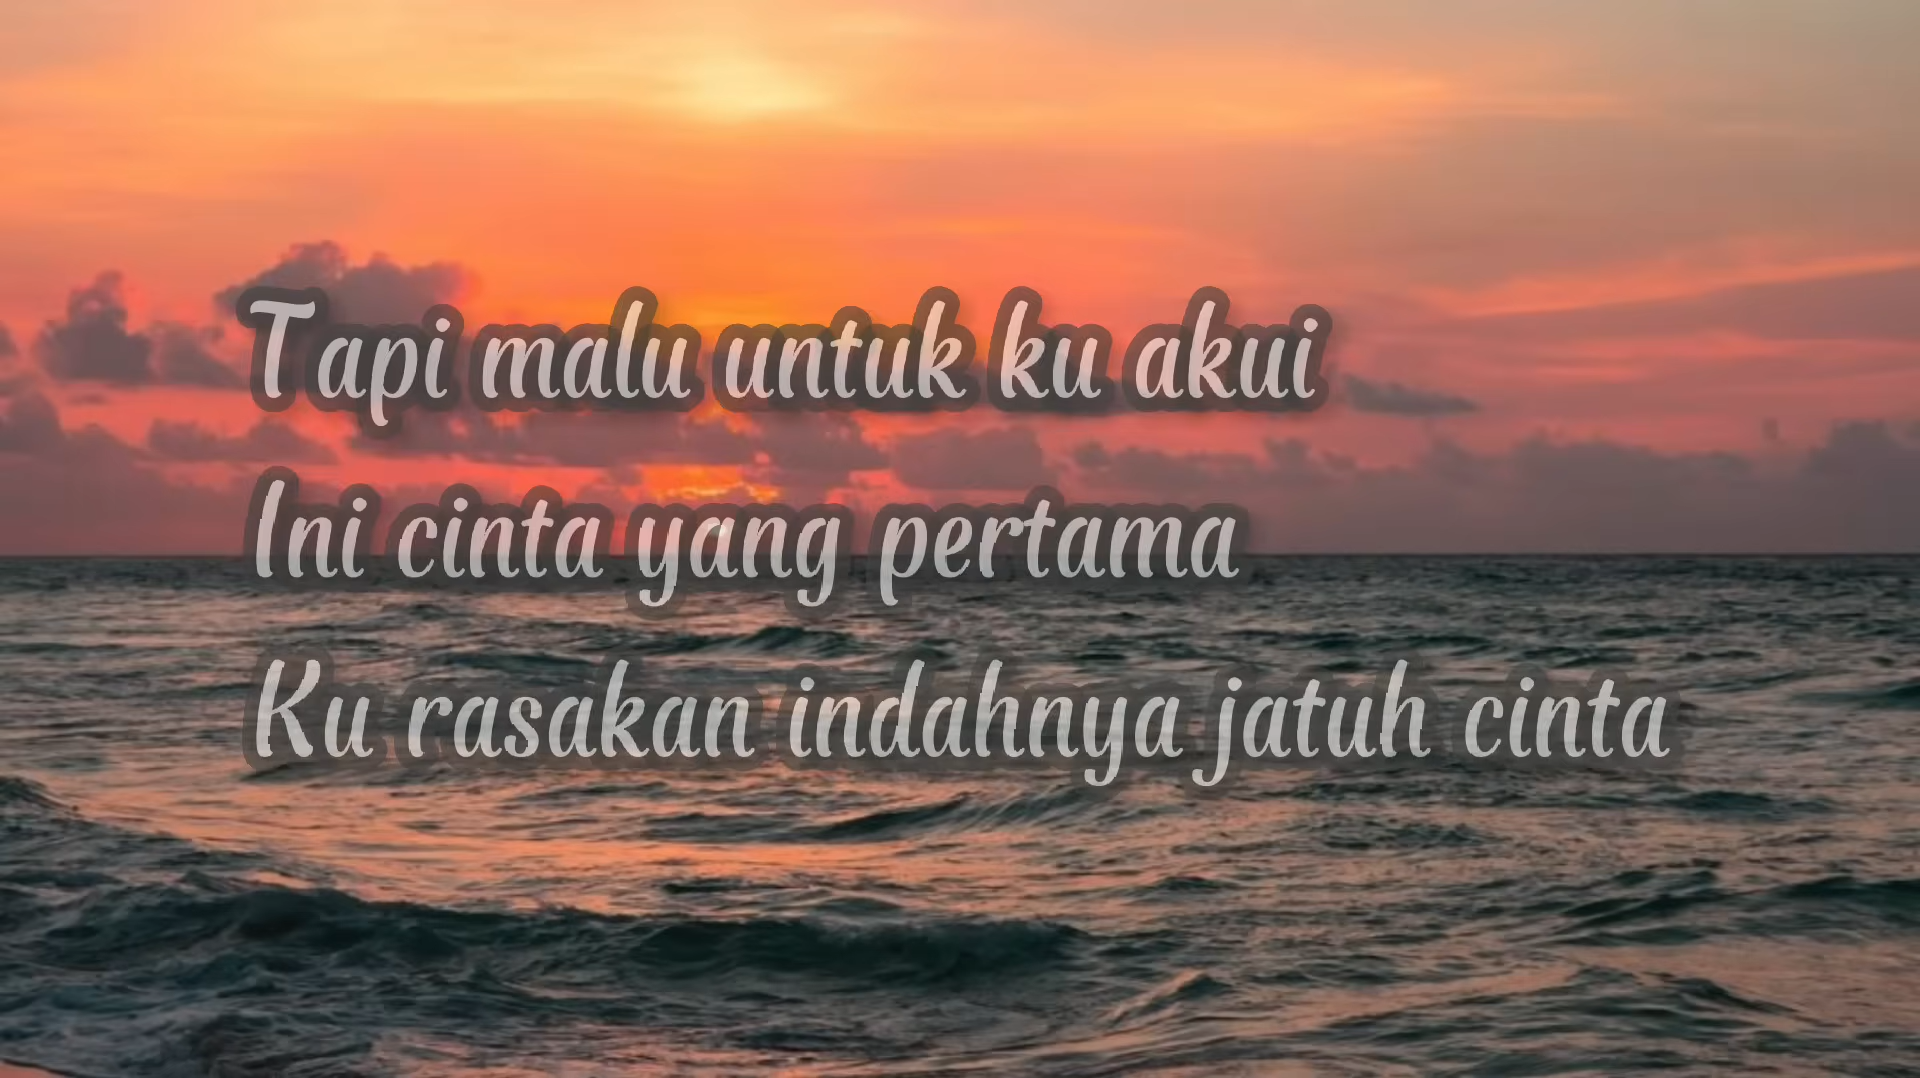 Tapi malu untuk ku akui
Ini cinta yang pertama
Ku rasakan indahnya jatuh cinta